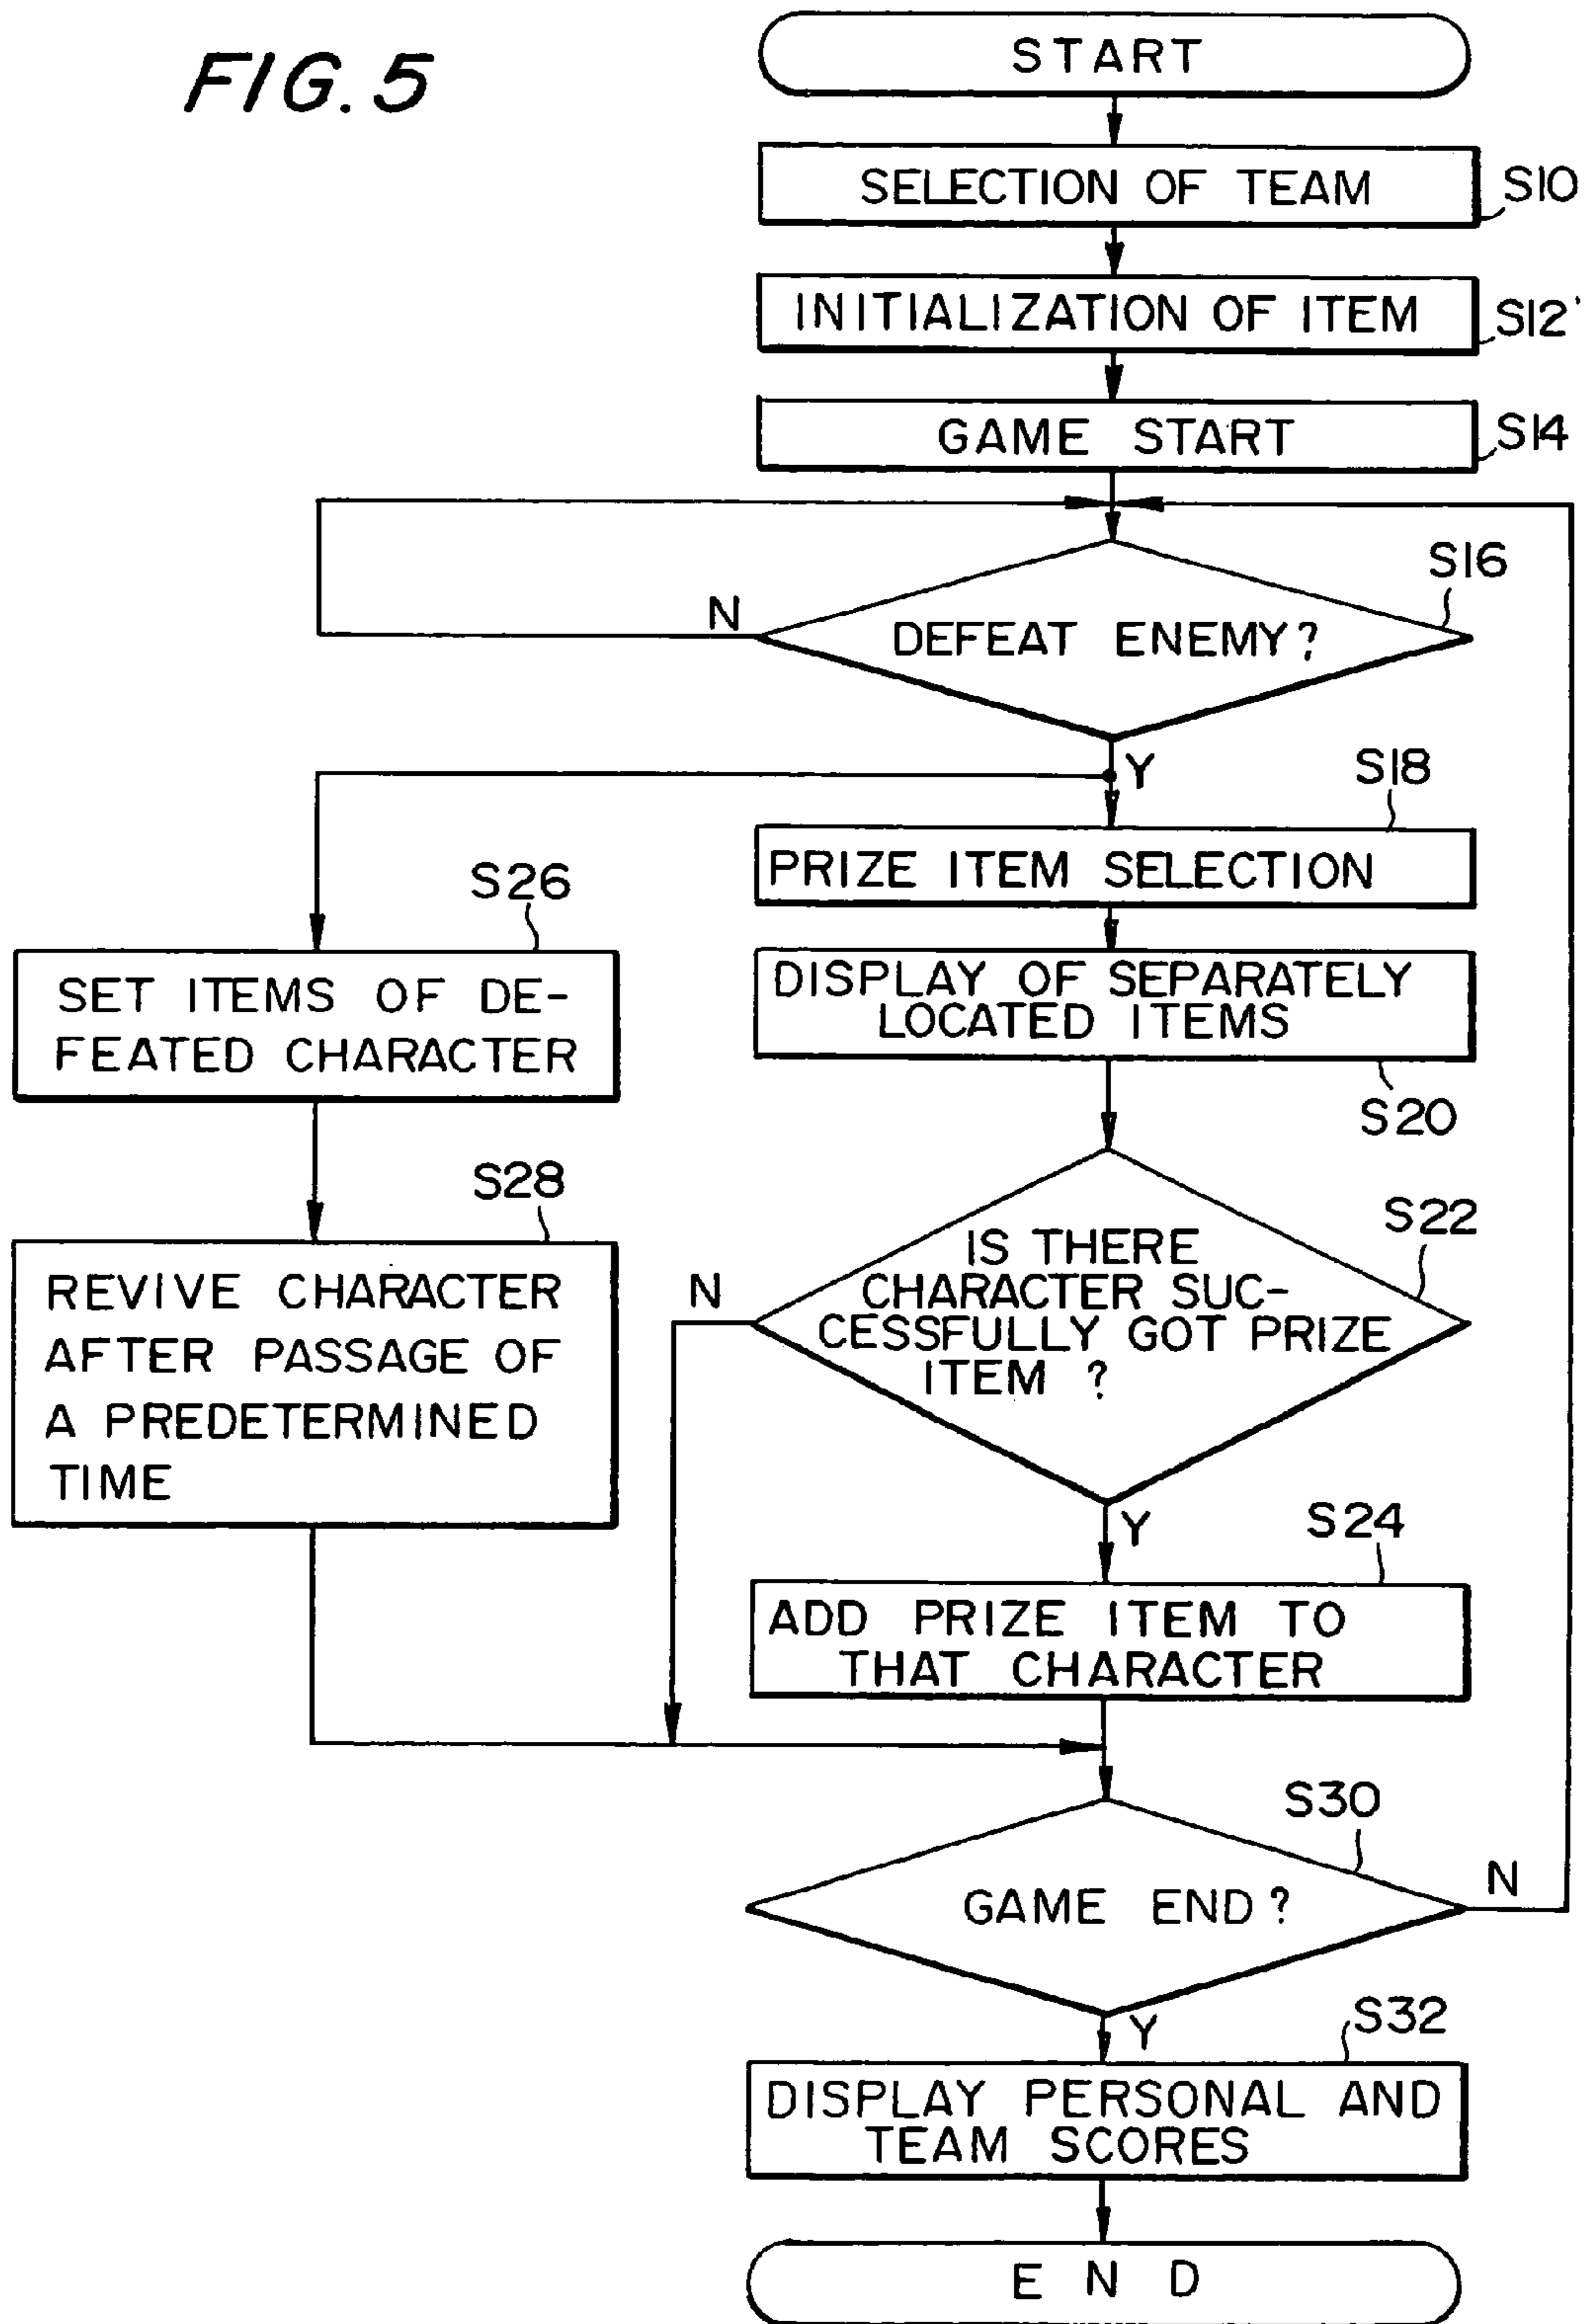 FIG. 5
START
SELECTION OF TEAM
S10
INITIALIZATION OF ITEM
S12
GAME START
S14
S16
N
DEFEAT ENEMY?
Y
S18
PRIZE ITEM SELECTION
S26
SET ITEMS OF DE-
FEATED CHARACTER
DISPLAY OF SEPARATELY
LOCATED ITEMS
S20
S28
REVIVE CHARACTER
AFTER PASSAGE OF
A PREDETERMINED
TIME
S22
N
IS THERE
CHARACTER SUC-
CESSFULLY GOT PRIZE
ITEM ?
Y
S24
ADD PRIZE ITEM TO
THAT CHARACTER
S30
GAME END?
N
Y
S32
DISPLAY PERSONAL AND
TEAM SCORES
END